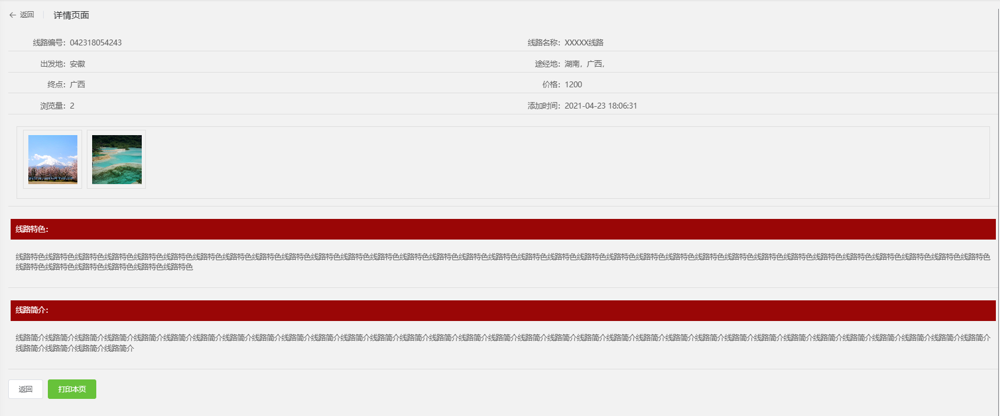 返回 详情页面
线路编号：042318054243 线路名称：XXXXX线路
出发地：安徽 途经地：湖南，广西，
终点：广西 价格：1200
浏览量：2 添加时间：2021-04-23 18:06:31
线路特色：
线路特色线路特色线路特色线路特色线路特色线路特色线路特色线路特色线路特色线路特色线路特色线路特色线路特色线路特色线路特色线路特色线路特色线路特色线路特色线路特色线路特色线路特色线路特色线路特色线路特色线路特色线路特色线路特色线路特色线路特色线路特色线路特色线路特色
线路特色线路特色线路特色线路特色线路特色线路特色
线路简介：
线路简介线路简介线路简介线路简介线路简介线路简介线路简介线路简介线路简介线路简介线路简介线路简介线路简介线路简介线路简介线路简介线路简介线路简介线路简介线路简介线路简介线路简介线路简介线路简介线路简介线路简介线路简介线路简介线路简介线路简介线路简介线路简介线路简介
线路简介线路简介线路简介线路简介
返回 打印本页